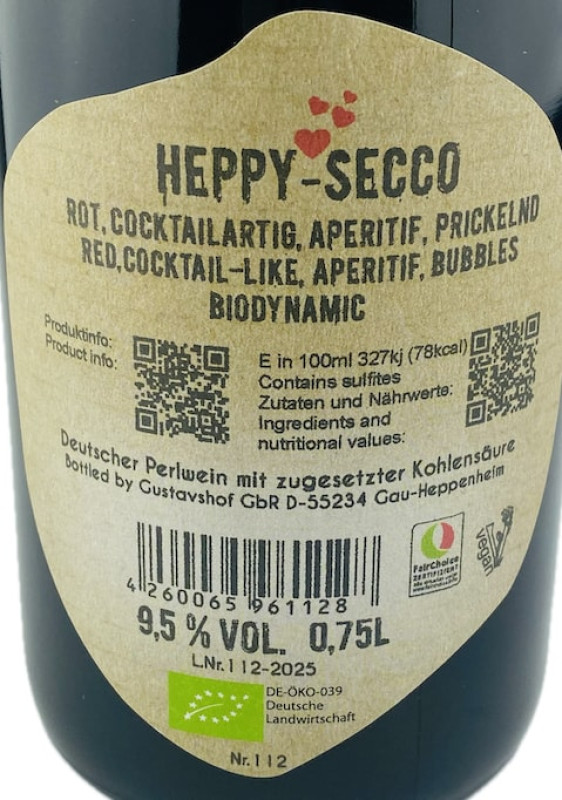 HEPPY-SECCO
ROT, COCKTAILARTIG, APERITIF, PRICKELND
RED, COCKTAIL-LIKE, APERITIF, BUBBLES
BIODYNAMIC
Produktinfo:
Product info:
E in 100ml 327kj (78kcal)
Contains sulfites
Zutaten und Nährwerte:
Ingredients and
nutritional values:
Deutscher Perlwein mit zugesetzter Kohlensäure
Bottled by Gustavshof GbR D-55234 Gau-Heppenheim
FairChoice
ZERTIFIZIERT
vegan
4 260065 961128
9,5 % VOL. 0,75L
L.Nr.112-2025
DE-ÖKO-039
Deutsche
Landwirtschaft
Nr.112